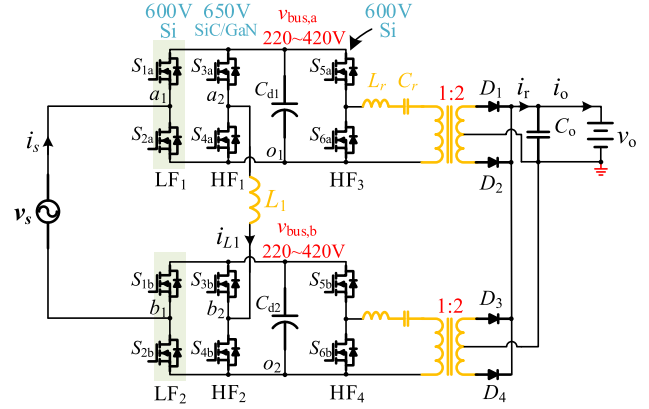 600V 650V 600V
Si SiC/GaN v_bus,a Si
220~420V
S_1a S_3a S_5a
a_1 a_2 C_d1 L_r C_r 1:2 D_1 i_r i_o
S_2a S_4a S_6a C_o v_o
i_s o_1 D_2
LF_1 HF_1 HF_3
L_1
v_s
i_L1 v_bus,b
220~420V
S_1b S_3b S_5b
b_1 b_2 C_d2 1:2 D_3
S_2b S_4b S_6b
o_2 D_4
LF_2 HF_2 HF_4